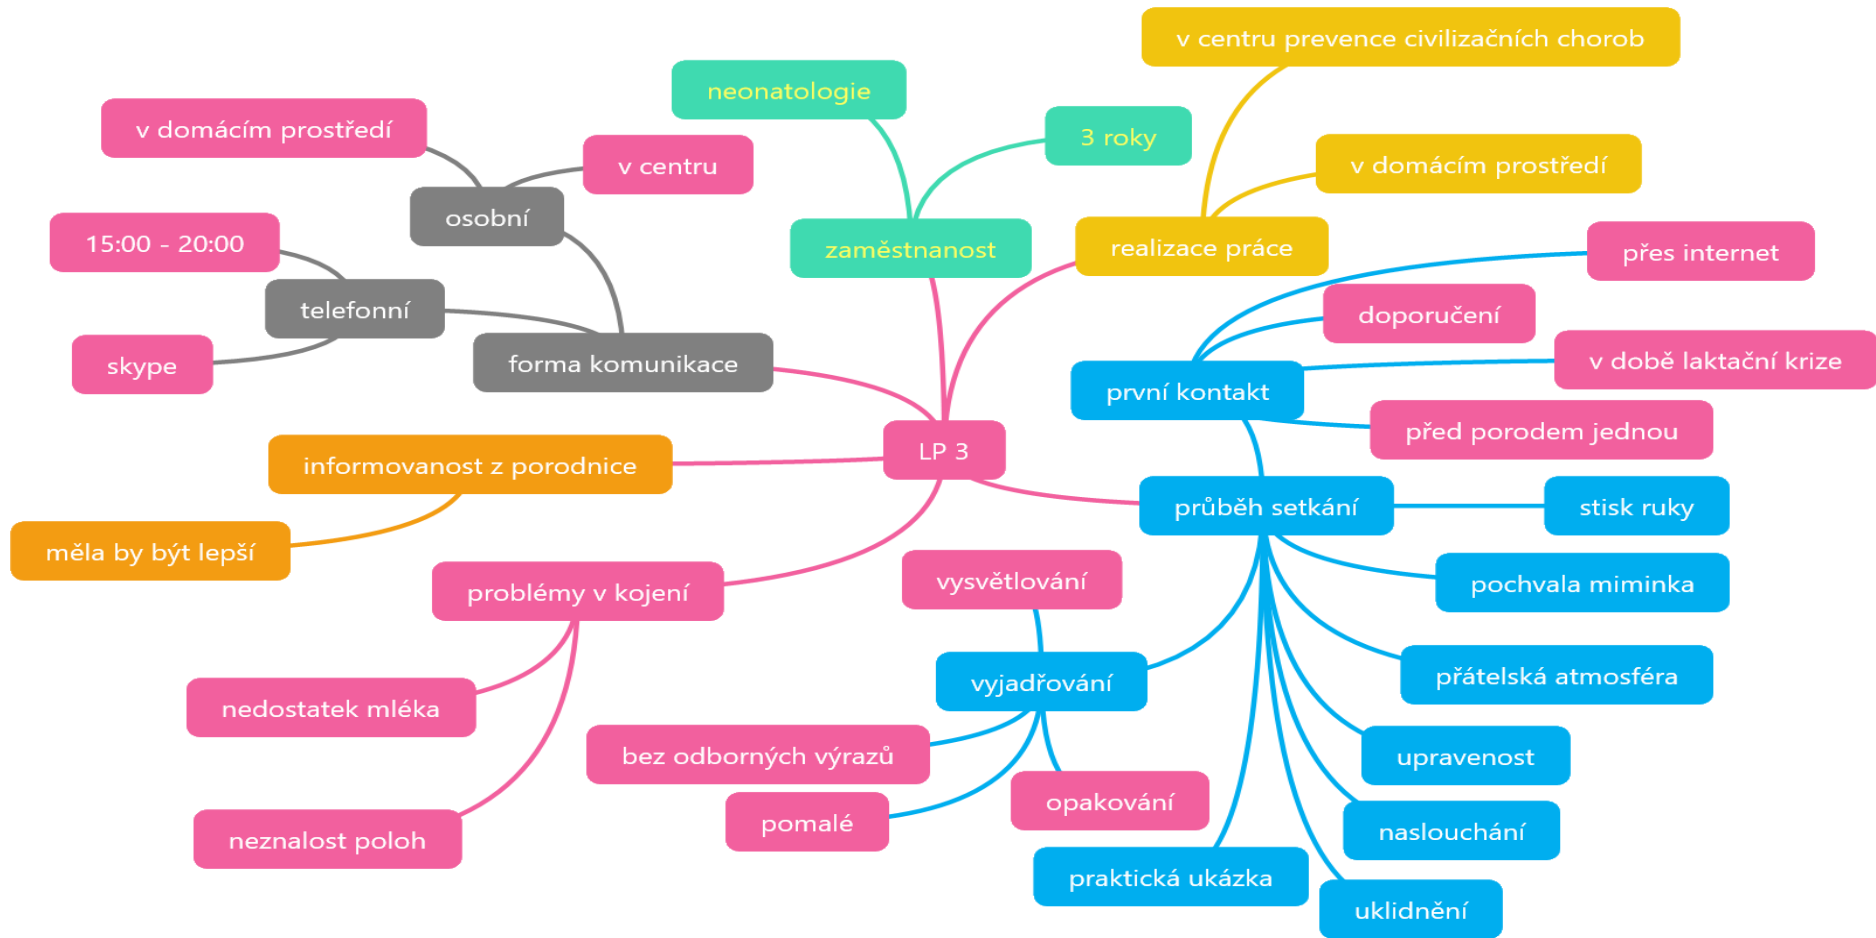 v centru prevence civilizačních chorob
neonatologie
v domácím prostředí
3 roky
v centru
v domácím prostředí
osobní
15:00 - 20:00
zaměstnanost
realizace práce
přes internet
telefonní
doporučení
skype
forma komunikace
v době laktační krize
první kontakt
před porodem jednou
LP 3
informovanost z porodnice
průběh setkání
stisk ruky
měla by být lepší
problémy v kojení
vysvětlování
pochvala miminka
vyjadřování
přátelská atmosféra
nedostatek mléka
bez odborných výrazů
upravenost
opakování
pomalé
naslouchání
neznalost poloh
praktická ukázka
uklidnění